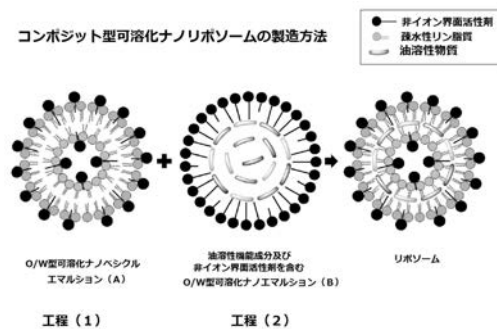 コンポジット型可溶化ナノリポソームの製造方法
非イオン界面活性剤
疎水性リン脂質
油溶性物質
O/W型可溶化ナノベシクル
エマルション（A）
油溶性機能成分及び
非イオン界面活性剤を含む
O/W型可溶化ナノエマルション（B）
リポソーム
工程（1）
工程（2）